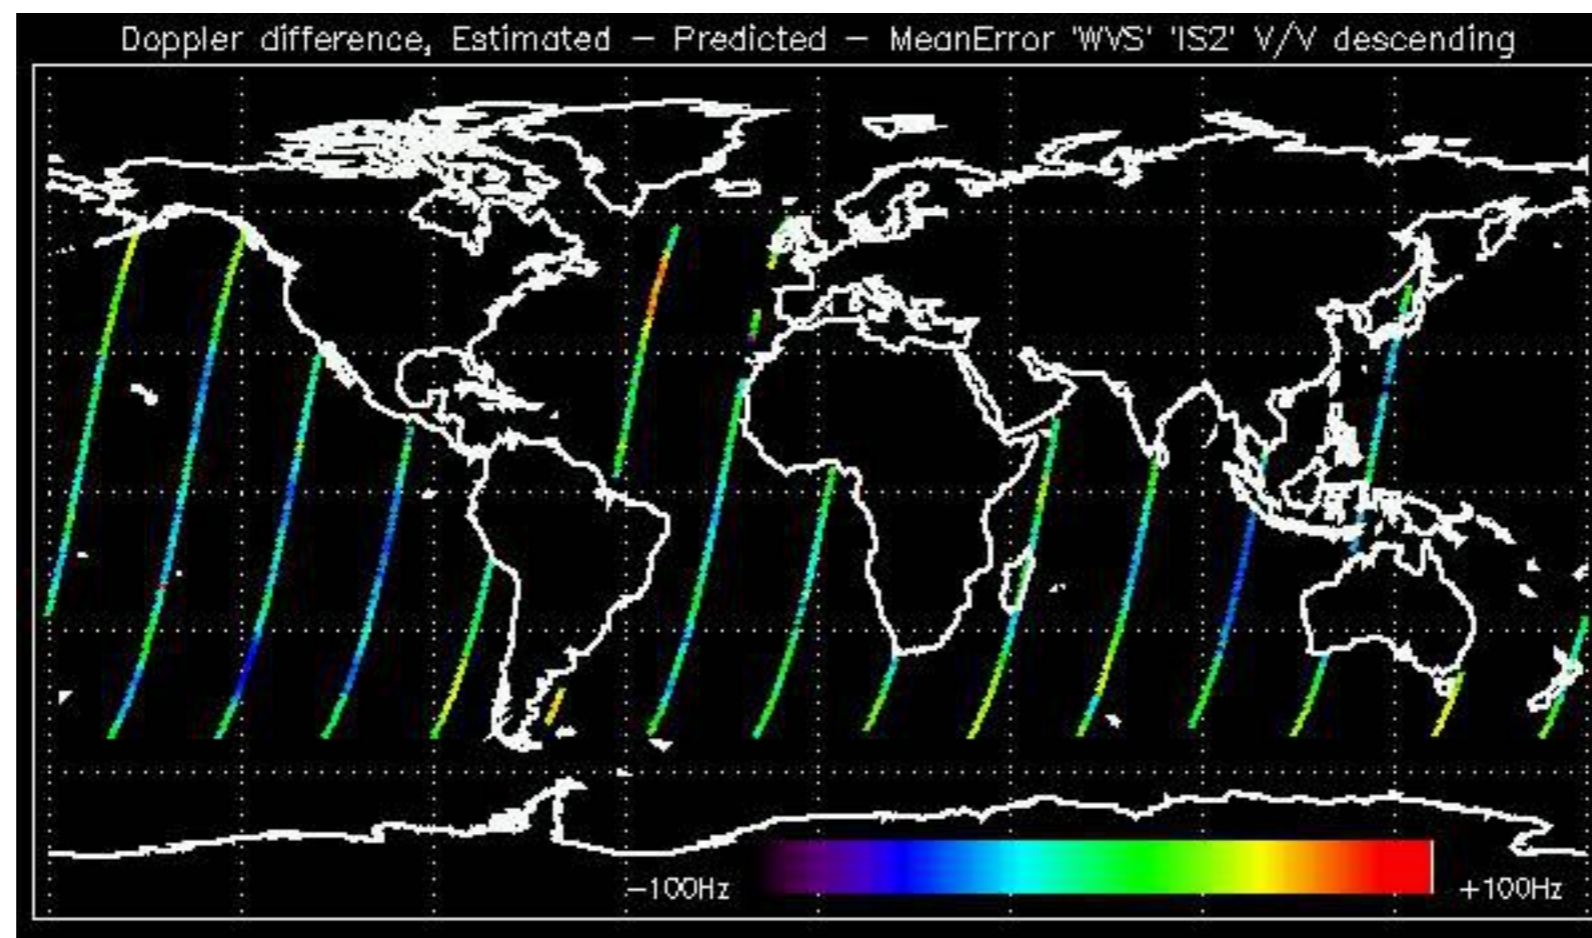 Doppler difference, Estimated – Predicted – MeanError 'WVS' 'IS2' V/V descending
–100Hz
+100Hz